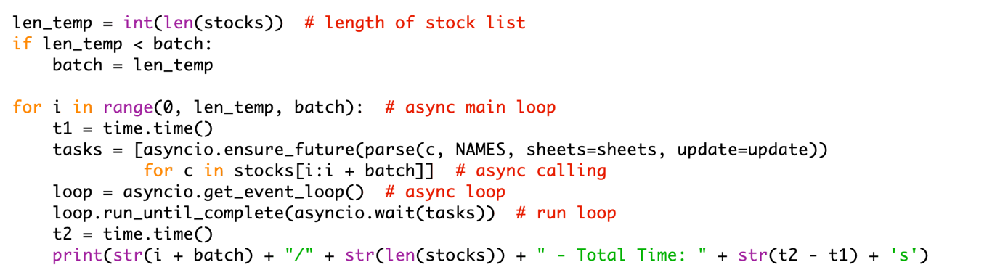 len_temp = int(len(stocks))  # length of stock list
if len_temp < batch:
    batch = len_temp

for i in range(0, len_temp, batch):  # async main loop
    t1 = time.time()
    tasks = [asyncio.ensure_future(parse(c, NAMES, sheets=sheets, update=update))
             for c in stocks[i:i + batch]]  # async calling
    loop = asyncio.get_event_loop()  # async loop
    loop.run_until_complete(asyncio.wait(tasks))  # run loop
    t2 = time.time()
    print(str(i + batch) + "/" + str(len(stocks)) + " - Total Time: " + str(t2 - t1) + 's')